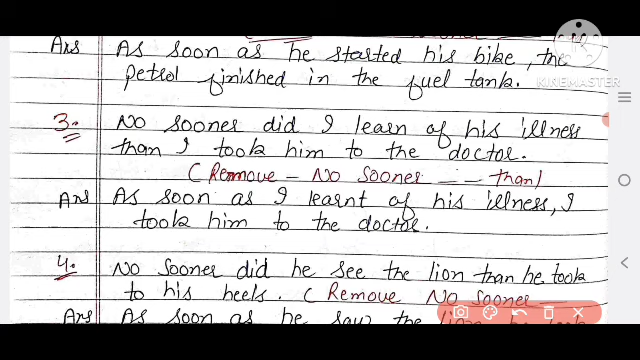 Ans As soon as he started his bike, the
petrol finished in the fuel tank.
KINEMASTER
3. No sooner did I learn of his illness
than I took him to the doctor.
(Remove - No sooner -- than)
Ans As soon as I learnt of his illness, I
took him to the doctor.
4. No sooner did he see the lion than he took
to his heels. (Remove No sooner
Ans As soon as he saw the lion he took